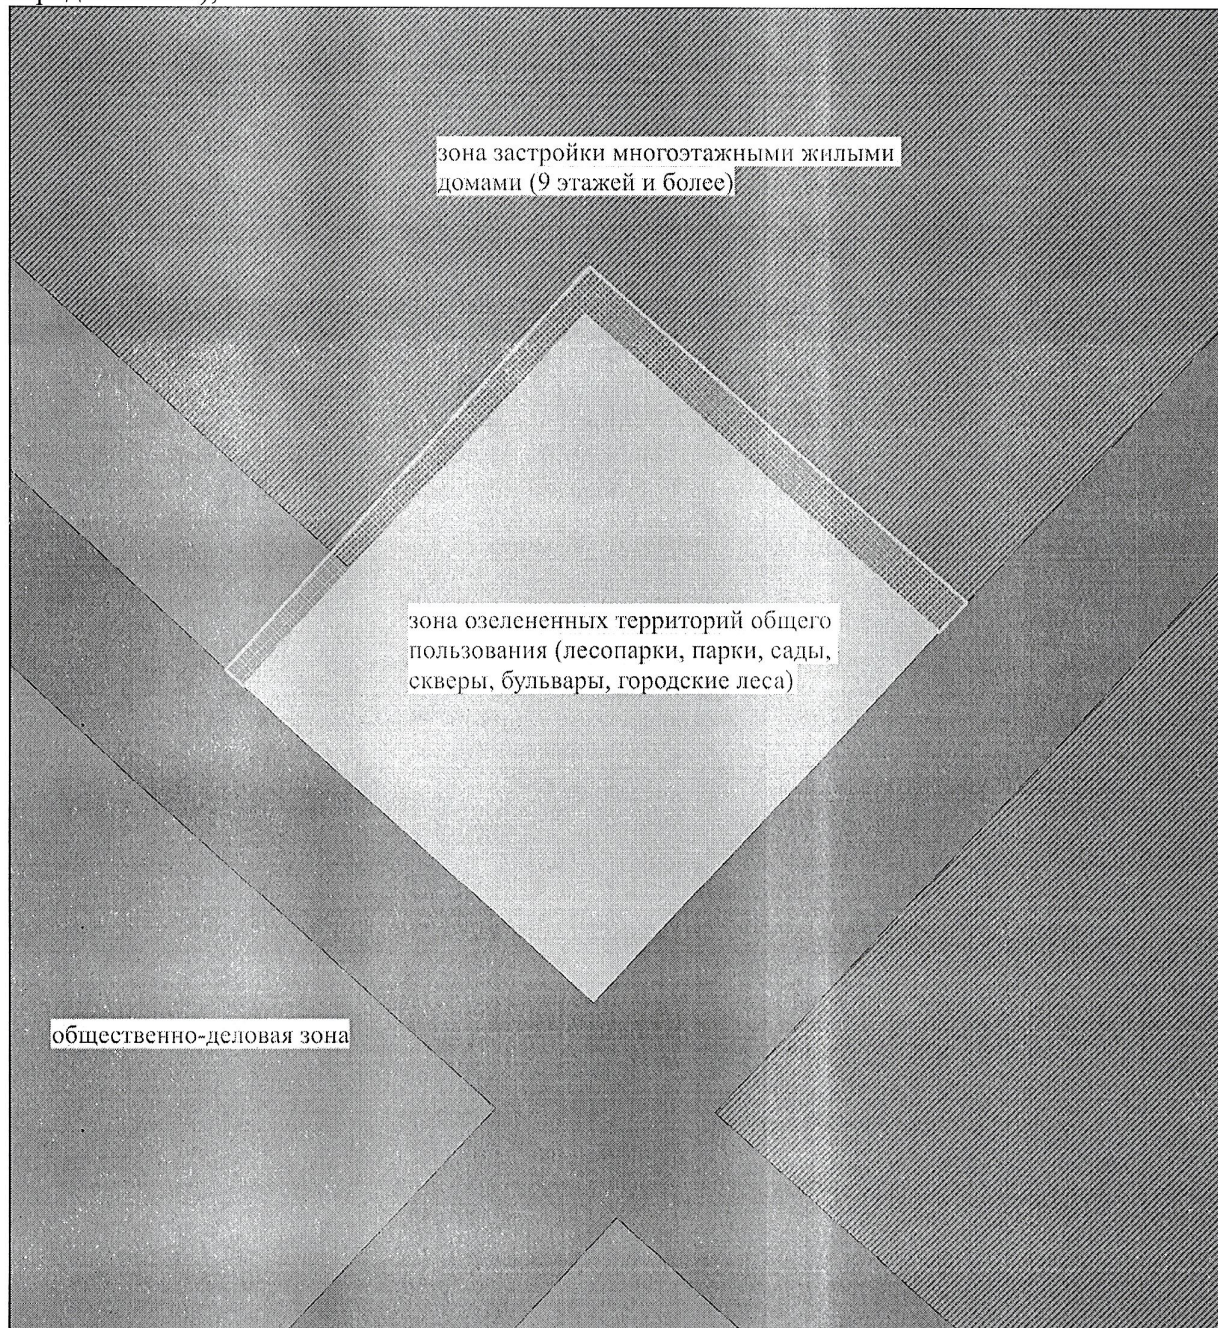 зона застройки многоэтажными жилыми
домами (9 этажей и более)
зона озелененных территорий общего
пользования (лесопарки, парки, сады,
скверы, бульвары, городские леса)
общественно-деловая зона